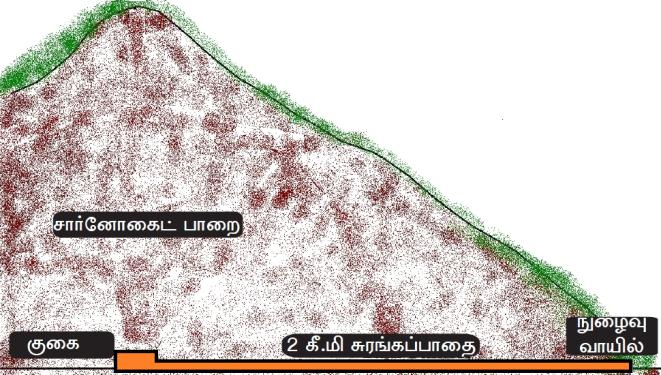 சார்னோகைட் பாறை
குகை
2 கீ.மி சுரங்கப்பாதை
நுழைவு
வாயில்